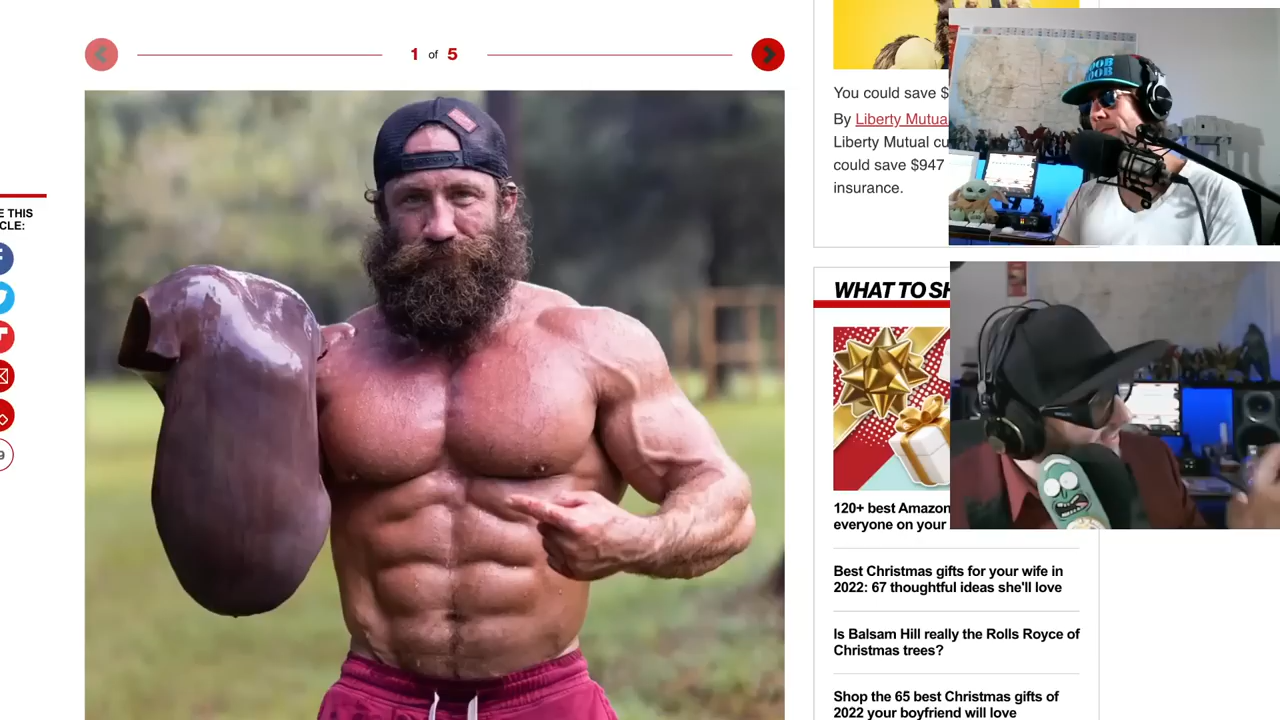 1 of 5
E THIS
CLE:
You could save $
By Liberty Mutua
Liberty Mutual cu
could save $947
insurance.
WHAT TO SH
120+ best Amazon
everyone on your
Best Christmas gifts for your wife in
2022: 67 thoughtful ideas she'll love
Is Balsam Hill really the Rolls Royce of
Christmas trees?
Shop the 65 best Christmas gifts of
2022 your boyfriend will love